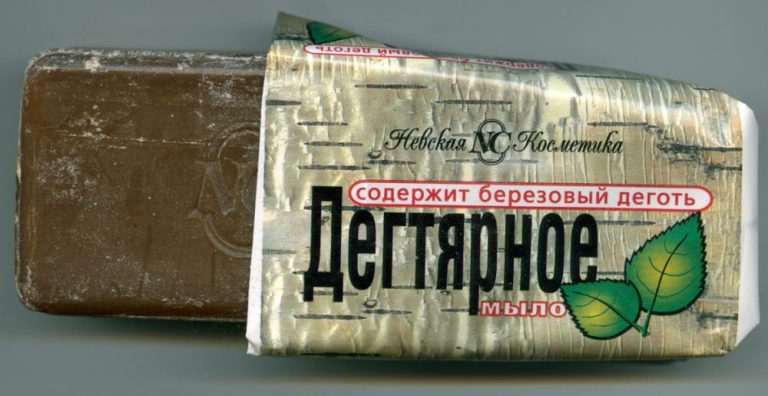 Невская NC Косметика
содержит березовый деготь
Дегтярное
мыло